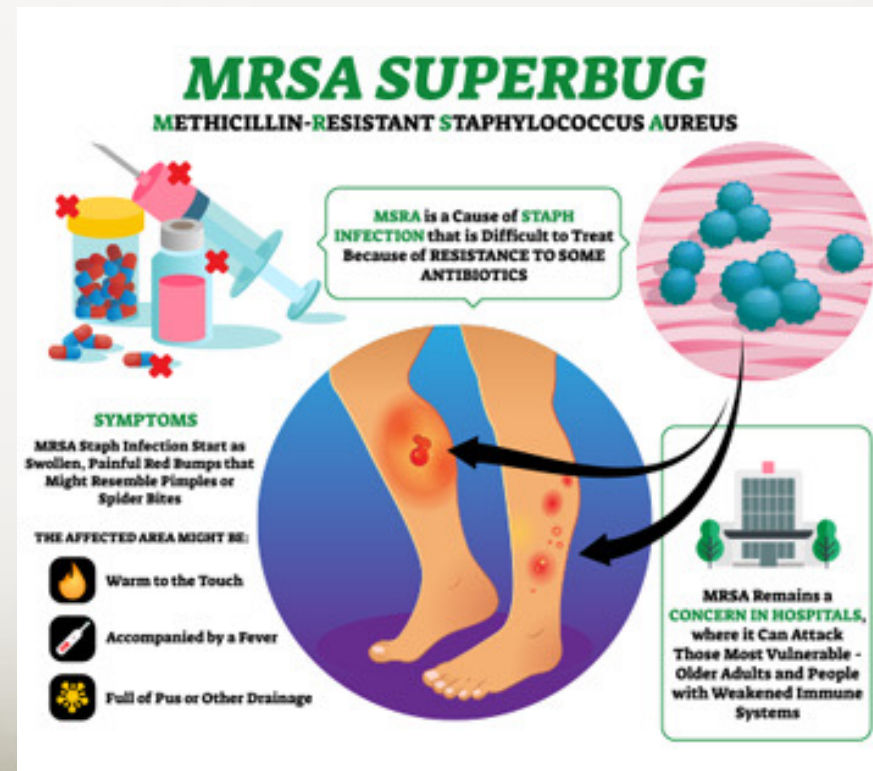 MRSA SUPERBUG
METHICILLIN-RESISTANT STAPHYLOCOCCUS AUREUS
MSRA is a Cause of STAPH
INFECTION that is Difficult to Treat
Because of RESISTANCE TO SOME
ANTIBIOTICS
SYMPTOMS
MRSA Staph Infection Start as
Swollen, Painful Red Bumps that
Might Resemble Pimples or
Spider Bites
THE AFFECTED AREA MIGHT BE:
Warm to the Touch
Accompanied by a Fever
Full of Pus or Other Drainage
MRSA Remains a
CONCERN IN HOSPITALS,
where it Can Attack
Those Most Vulnerable -
Older Adults and People
with Weakened Immune
Systems